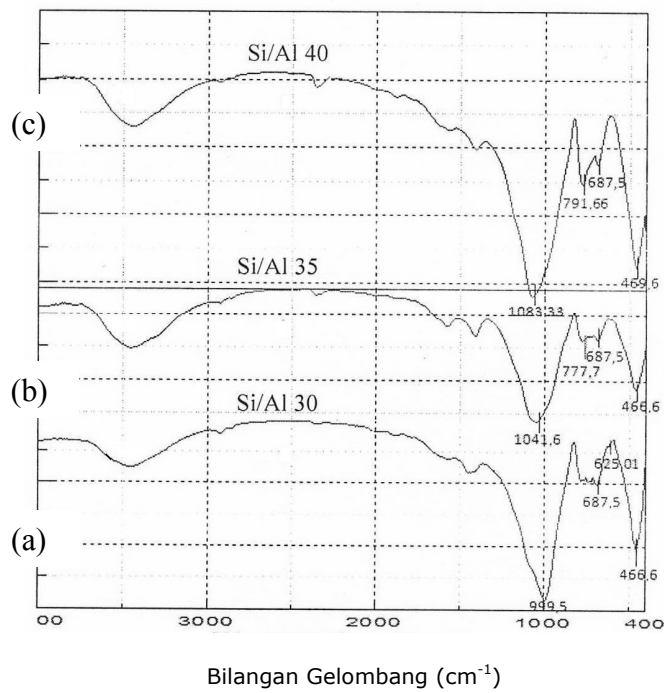 Si/Al 40
(c)
687,5
791,66
469,6
1083,33
Si/Al 35
687,5
777,7
466,6
(b)
1041,6
Si/Al 30
625,01
687,5
(a)
466,6
999,5
00 3000 2000 1000 400
Bilangan Gelombang (cm-1)